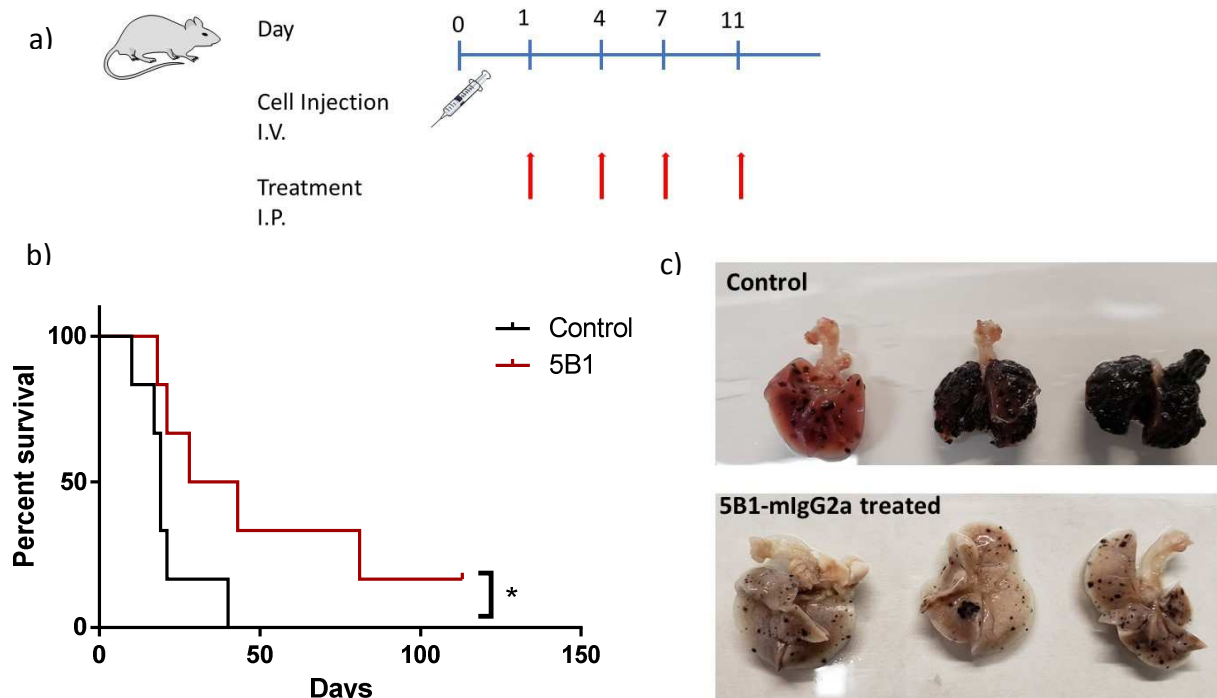 a)
Day
0 1 4 7 11
Cell Injection
I.V.
Treatment
I.P.
b)
Percent survival
100
50
0
0 50 100 150
Days
Control
5B1
*
c)
Control
5B1-mIgG2a treated